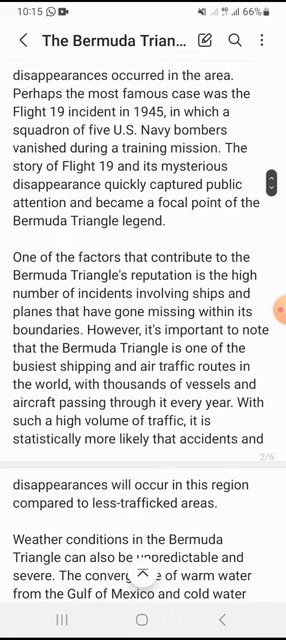 10:15 66%
The Bermuda Trian...
disappearances occurred in the area.
Perhaps the most famous case was the
Flight 19 incident in 1945, in which a
squadron of five U.S. Navy bombers
vanished during a training mission. The
story of Flight 19 and its mysterious
disappearance quickly captured public
attention and became a focal point of the
Bermuda Triangle legend.
One of the factors that contribute to the
Bermuda Triangle's reputation is the high
number of incidents involving ships and
planes that have gone missing within its
boundaries. However, it's important to note
that the Bermuda Triangle is one of the
busiest shipping and air traffic routes in
the world, with thousands of vessels and
aircraft passing through it every year. With
such a high volume of traffic, it is
statistically more likely that accidents and
2/6
disappearances will occur in this region
compared to less-trafficked areas.
Weather conditions in the Bermuda
Triangle can also be unpredictable and
severe. The of warm water
from the Gulf of Mexico and cold water